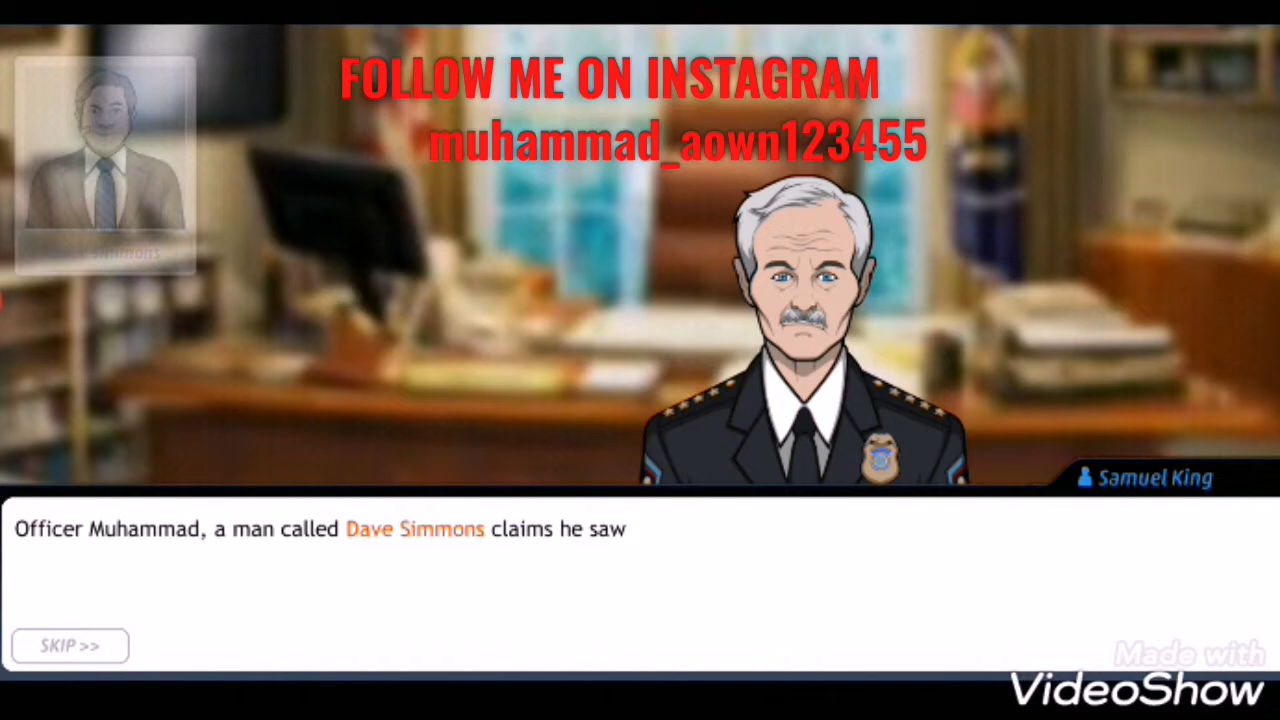 FOLLOW ME ON INSTAGRAM
muhammad_aown123455
Simmons
Samuel King
Officer Muhammad, a man called Dave Simmons claims he saw
SKIP >>
Made with
VideoShow